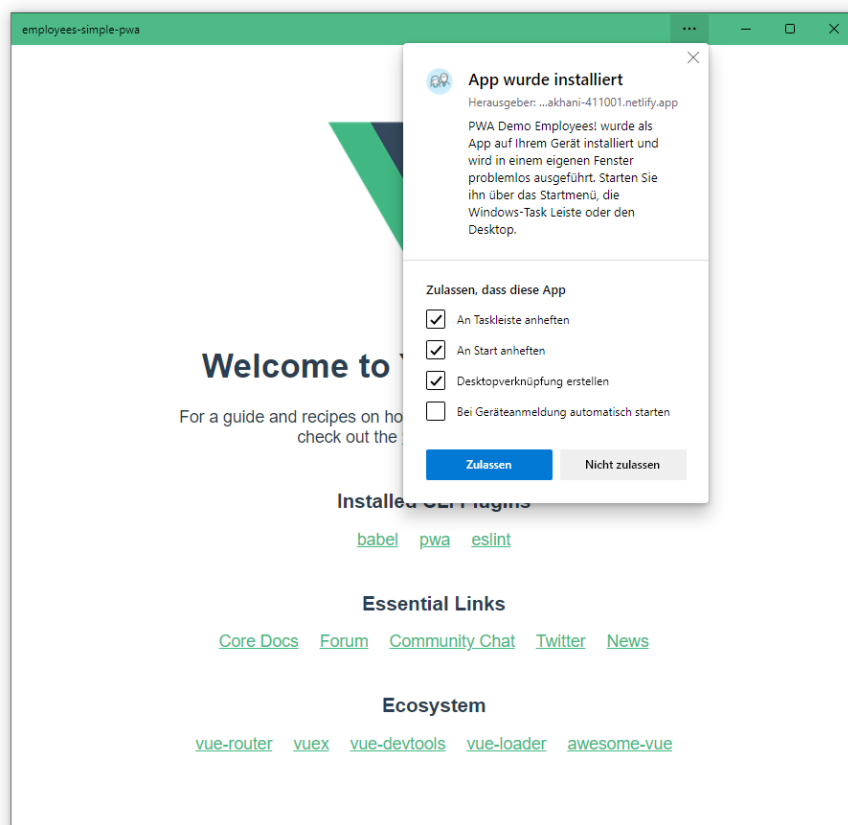 employees-simple-pwa
App wurde installiert
Herausgeber: ...akhani-411001.netlify.app
PWA Demo Employees! wurde als
App auf Ihrem Gerät installiert und
wird in einem eigenen Fenster
problemlos ausgeführt. Starten Sie
ihn über das Startmenü, die
Windows-Task Leiste oder den
Desktop.
Zulassen, dass diese App
An Taskleiste anheften
An Start anheften
Desktopverknüpfung erstellen
Bei Geräteanmeldung automatisch starten
Zulassen Nicht zulassen
Welcome to
For a guide and recipes on
check out the
Installed CLI Plugins
babel pwa eslint
Essential Links
Core Docs Forum Community Chat Twitter News
Ecosystem
vue-router vuex vue-devtools vue-loader awesome-vue